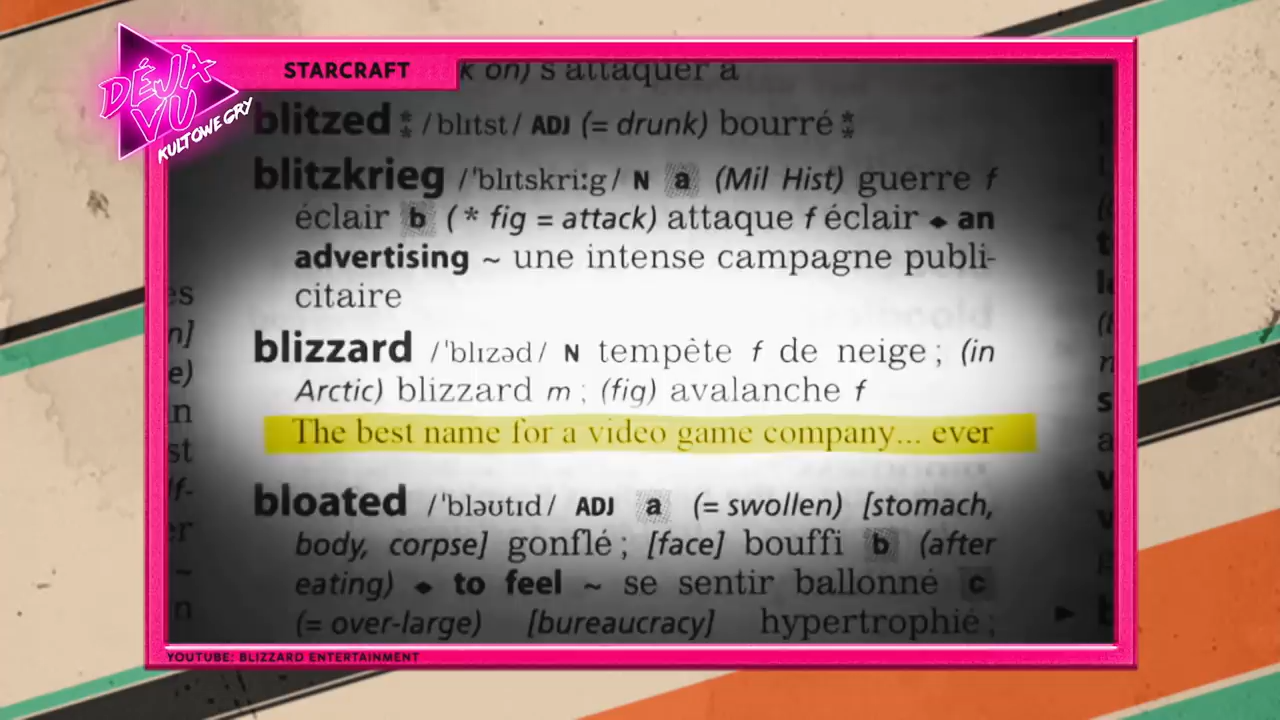 DÉJÀ
VU
KULTOWE GRY
STARCRAFT
k on) s'attaquer à
blitzed ⁑ /blɪtst/ ADJ (= drunk) bourré ⁑
blitzkrieg /ˈblɪtskriːg/ N a (Mil Hist) guerre f
éclair b ( * fig = attack) attaque f éclair ◆ an
advertising ~ une intense campagne publi-
citaire
blizzard /ˈblɪzəd/ N tempête f de neige ; (in
Arctic) blizzard m ; (fig) avalanche f
The best name for a video game company... ever
bloated /ˈbləʊtɪd/ ADJ a (= swollen) [stomach,
body, corpse] gonflé ; [face] bouffi b (after
eating) ◆ to feel ~ se sentir ballonné c
(= over-large) [bureaucracy] hypertrophié ;
YOUTUBE: BLIZZARD ENTERTAINMENT